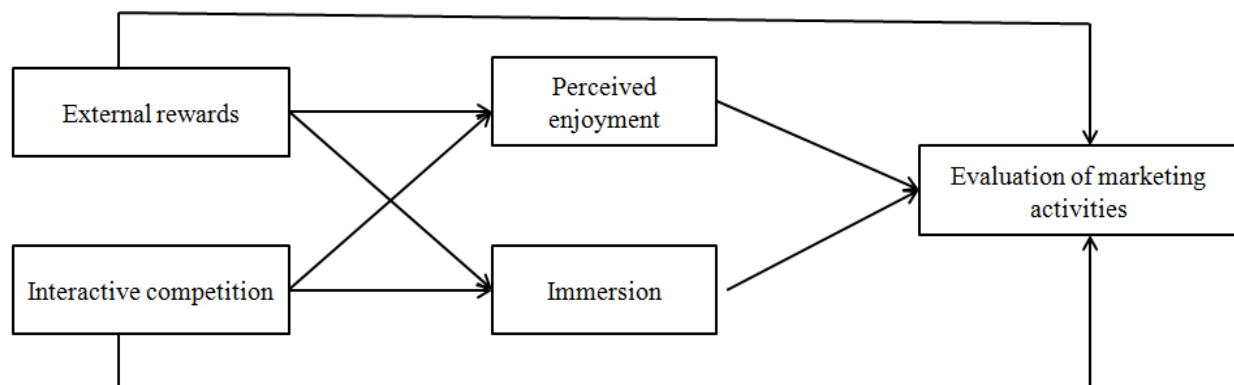 External rewards
Perceived
enjoyment
Evaluation of marketing
activities
Interactive competition
Immersion